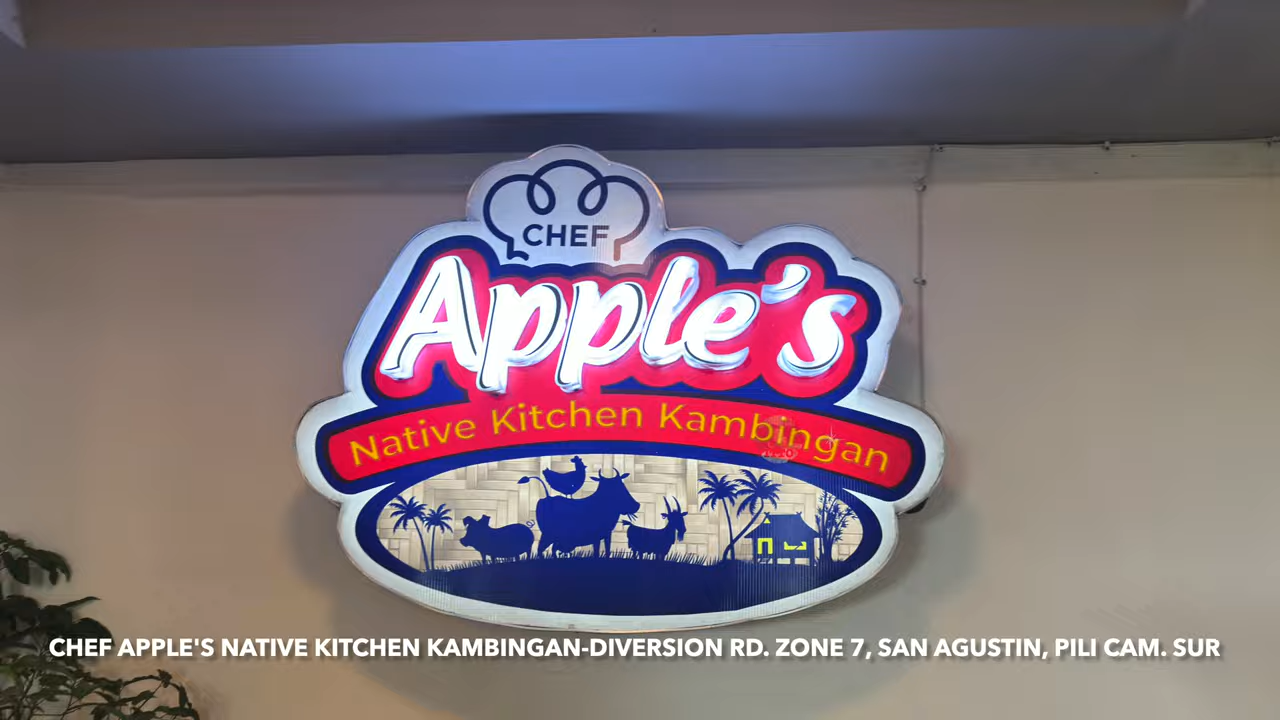 CHEF
Apple's
Native Kitchen Kambingan
CHEF APPLE'S NATIVE KITCHEN KAMBINGAN-DIVERSION RD. ZONE 7, SAN AGUSTIN, PILI CAM. SUR